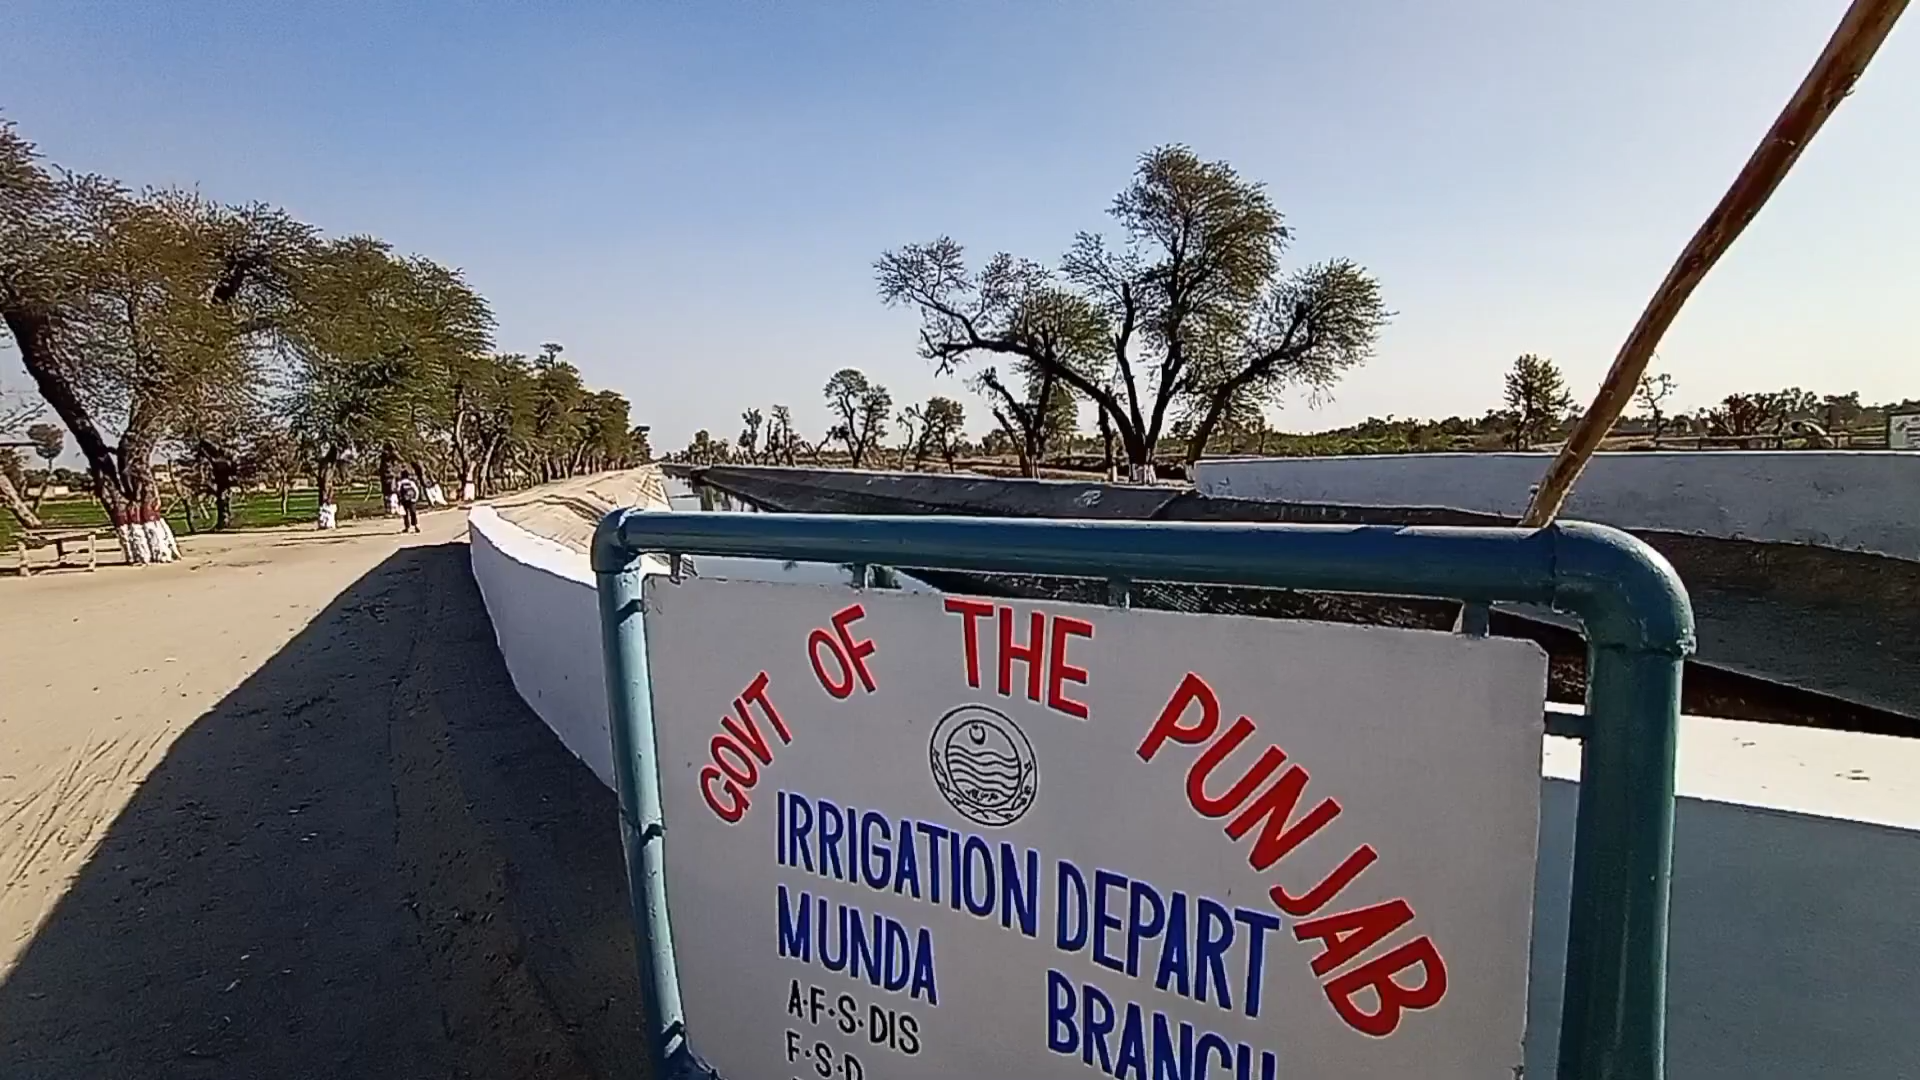 GOVT OF THE PUNJAB
IRRIGATION DEPART
MUNDA BRANCH
A.F.S.DIS
F.S.D